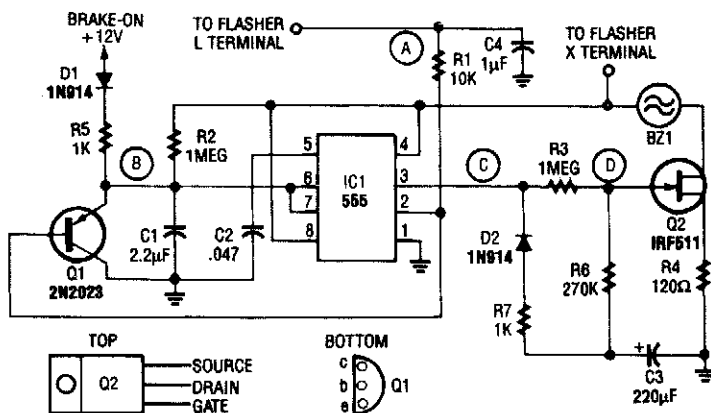 BRAKE-ON
+12V
TO FLASHER
L TERMINAL
A
R1
10K
C4
1µF
TO FLASHER
X TERMINAL
D1
1N914
R5
1K
B
R2
1MEG
5
6
7
8
IC1
555
4
3
2
1
C
R3
1MEG
D
BZ1
Q2
IRF511
Q1
2N2023
C1
2.2µF
C2
.047
D2
1N914
R7
1K
R6
270K
R4
120Ω
+
C3
220µF
TOP
Q2
SOURCE
DRAIN
GATE
BOTTOM
c
b
e
Q1